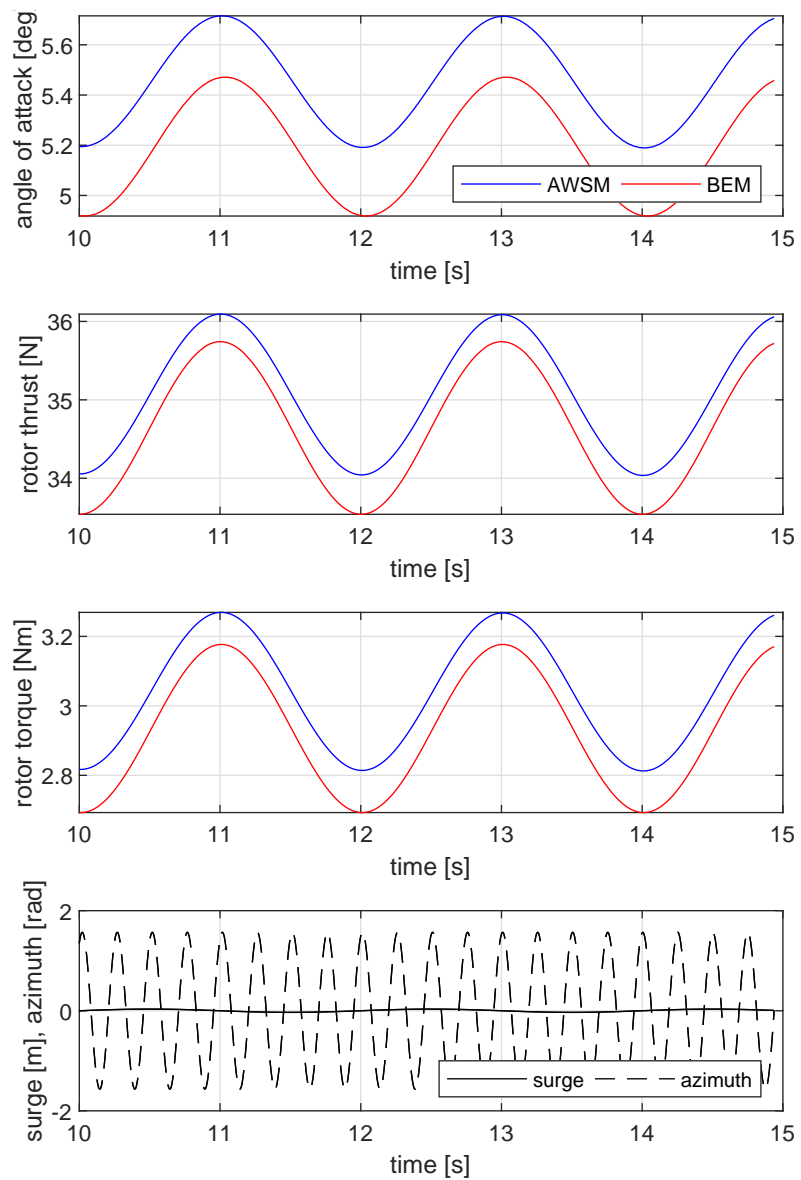 angle of attack [deg
5.6
5.4
5.2
5
AWSM BEM
10 11 12 13 14 15
time [s]
rotor thrust [N]
36
35
34
10 11 12 13 14 15
time [s]
rotor torque [Nm]
3.2
3
2.8
10 11 12 13 14 15
time [s]
surge [m], azimuth [rad]
2
0
-2
surge azimuth
10 11 12 13 14 15
time [s]